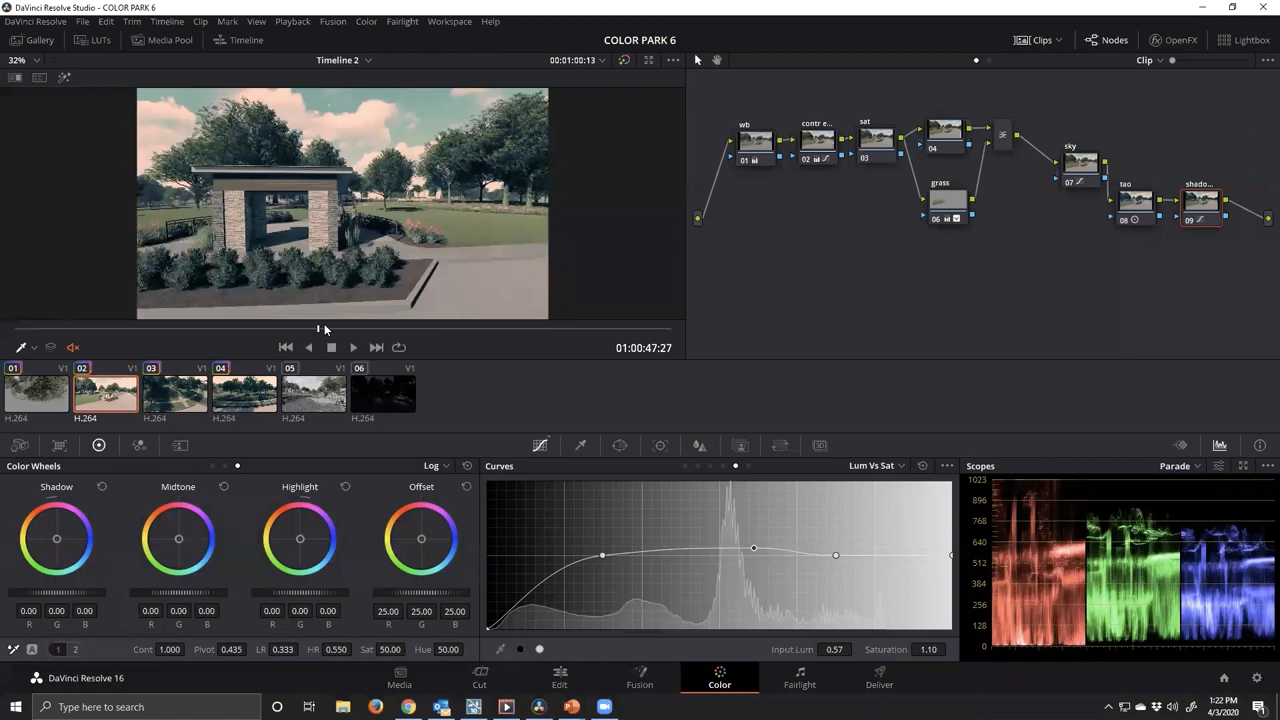 DaVinci Resolve Studio - COLOR PARK 6
DaVinci Resolve File Edit Trim Timeline Clip Mark View Playback Fusion Color Fairlight Workspace Help
Gallery LUTs Media Pool Timeline COLOR PARK 6 Clips Nodes OpenFX Lightbox
32% Timeline 2 00:01:00:13 Clip
wb contr e... sat
01 02 03 04
sky
07
grass
06
tao shado...
08 09
01:00:47:27
01 V1 02 V1 03 V1 04 V1 05 V1 06 V1
H.264 H.264 H.264 H.264 H.264 H.264
Color Wheels Log Curves Lum Vs Sat Scopes Parade
Shadow Midtone Highlight Offset
1023
896
768
640
512
384
256
128
0
0.00 0.00 0.00 0.00 0.00 0.00 0.00 0.00 0.00 25.00 25.00 25.00
R G B R G B R G B R G B
A 1 2 Cont 1.000 Pivot 0.435 LR 0.333 HR 0.550 Sat 50.00 Hue 50.00 Input Lum 0.57 Saturation 1.10
DaVinci Resolve 16 Media Cut Edit Fusion Color Fairlight Deliver
Type here to search
1:22 PM
4/3/2020